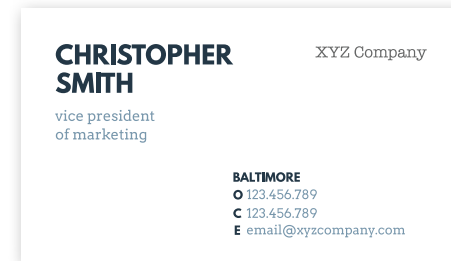 CHRISTOPHER
SMITH
XYZ Company
vice president
of marketing
BALTIMORE
O 123.456.789
C 123.456.789
E email@xyzcompany.com